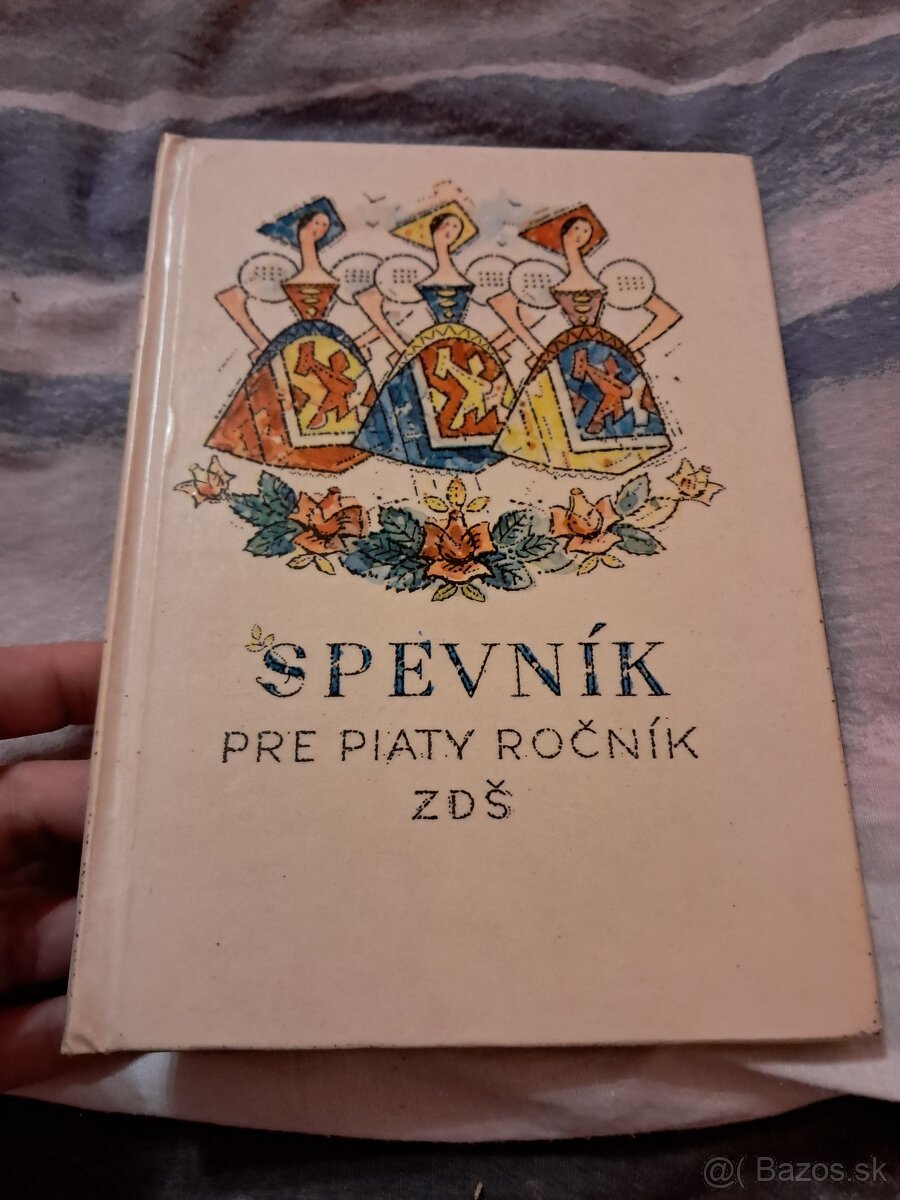 SPEVNÍK
PRE PIATY ROČNÍK
ZDŠ
@( Bazos.sk